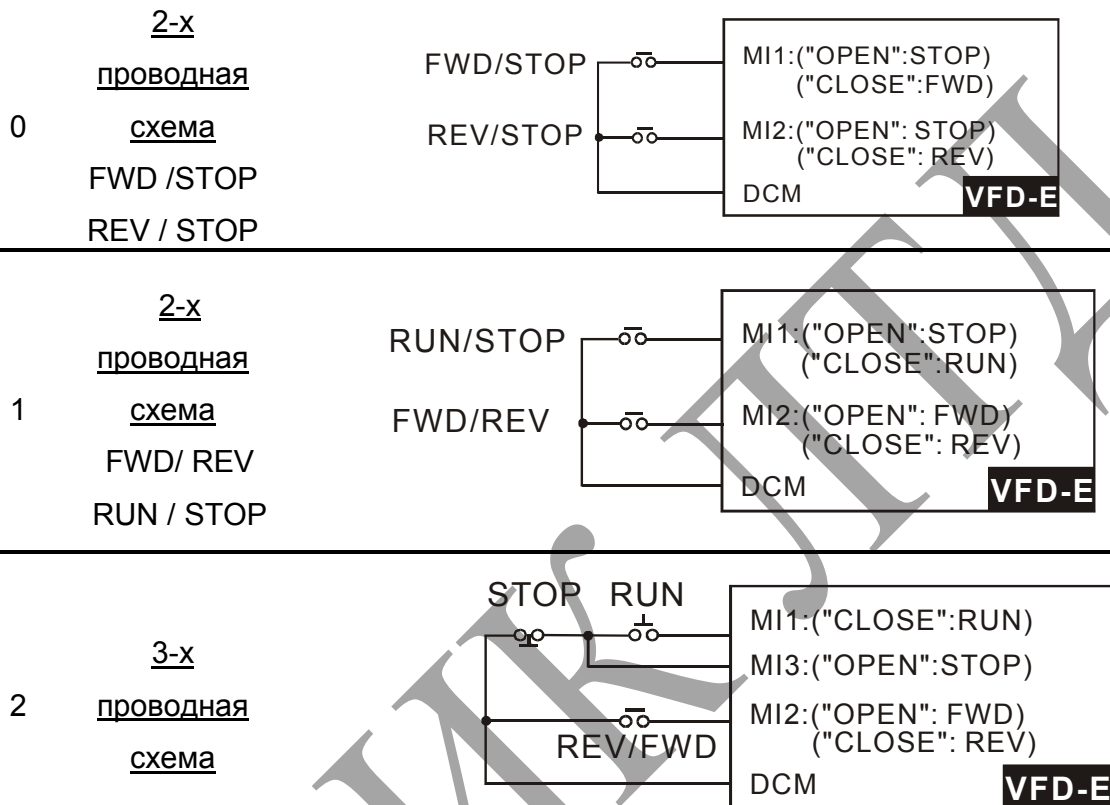 2-х
проводная
0 схема
FWD /STOP
REV / STOP
FWD/STOP
REV/STOP
MI1:("OPEN":STOP)
("CLOSE":FWD)
MI2:("OPEN": STOP)
("CLOSE": REV)
DCM VFD-E
2-х
проводная
1 схема
FWD/ REV
RUN / STOP
RUN/STOP
FWD/REV
MI1:("OPEN":STOP)
("CLOSE":RUN)
MI2:("OPEN": FWD)
("CLOSE": REV)
DCM VFD-E
3-х
2 проводная
схема
STOP RUN
REV/FWD
MI1:("CLOSE":RUN)
MI3:("OPEN":STOP)
MI2:("OPEN": FWD)
("CLOSE": REV)
DCM VFD-E
ИК ЛТД